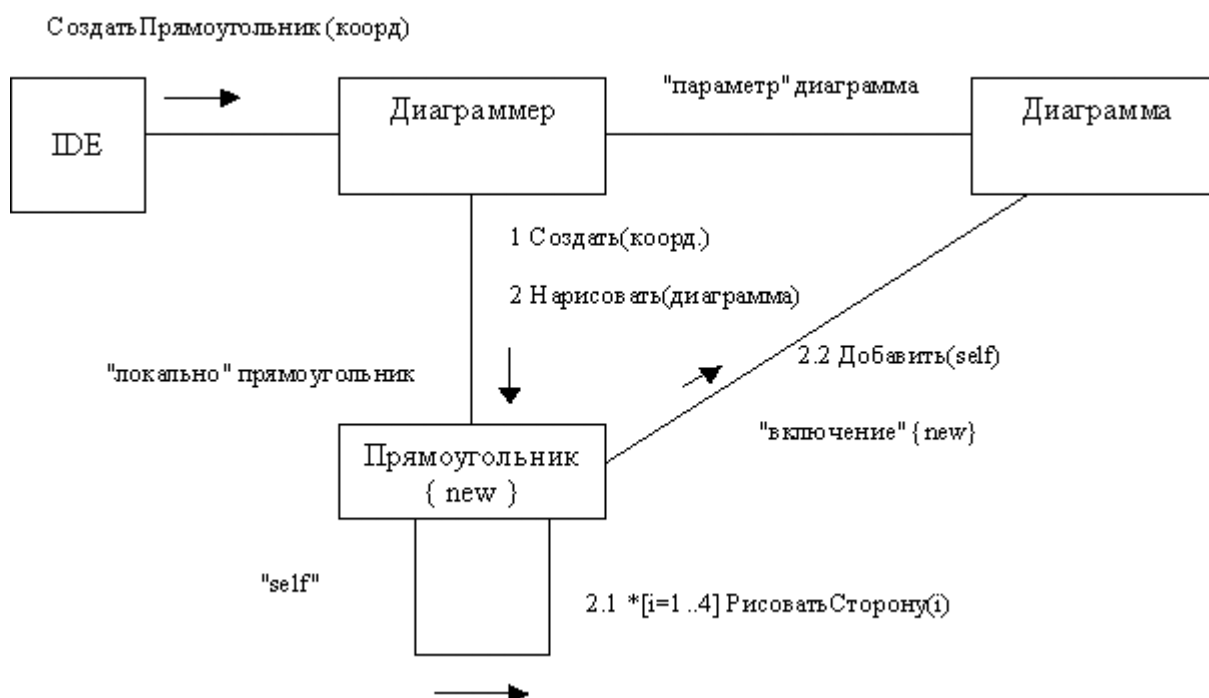 СоздатьПрямоугольник (коорд)
IDE
Диаграммер
"параметр" диаграмма
Диаграмма
1 Создать(коорд.)
2 Нарисовать(диаграмма)
2.2 Добавить(self)
"локально" прямоугольник
"включение" {new}
Прямоугольник
{ new }
"self"
2.1 *[i=1..4] РисоватьСторону(i)